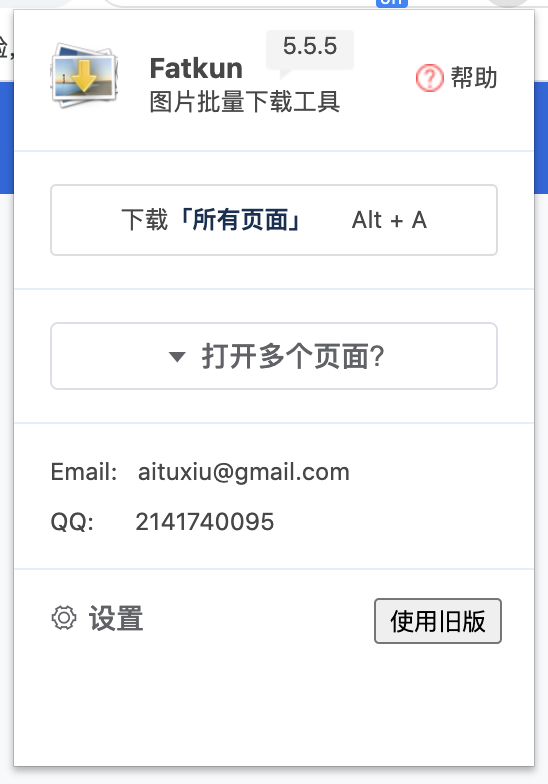 5.5.5
Fatkun
图片批量下载工具
帮助
下载「所有页面」 Alt + A
打开多个页面?
Email: aituxiu@gmail.com
QQ: 2141740095
设置
使用旧版